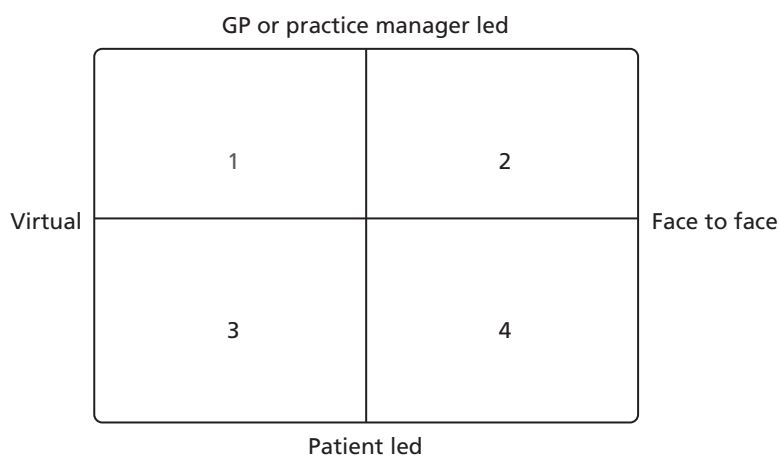 GP or practice manager led
1
2
Virtual
Face to face
3
4
Patient led